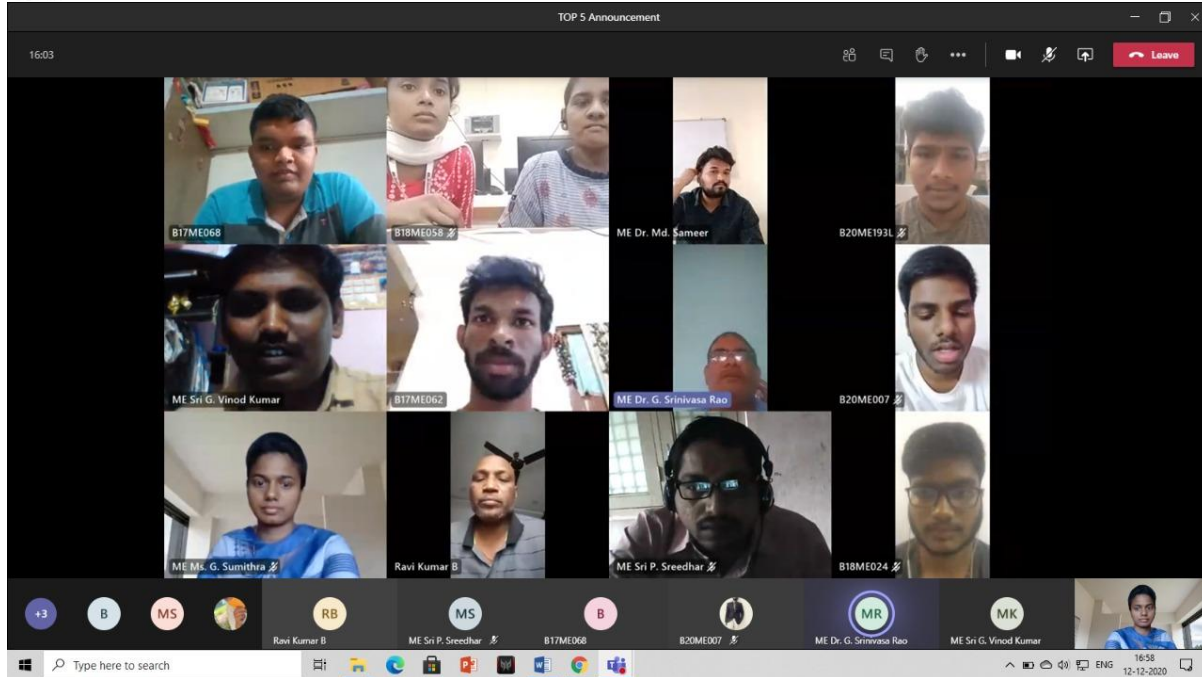 TOP 5 Announcement
16:03
Leave
B17ME068
B18ME058
ME Dr. Md. Sameer
B20ME193L
ME Sri G. Vinod Kumar
B17ME062
ME Dr. G. Srinivasa Rao
B20ME007
ME Ms. G. Sumithra
Ravi Kumar B
ME Sri P. Sreedhar
B18ME024
+3
B
MS
RB
MS
B
MR
MK
Ravi Kumar B
ME Sri P. Sreedhar
B17ME068
B20ME007
ME Dr. G. Srinivasa Rao
ME Sri G. Vinod Kumar
Type here to search
ENG
16:58
12-12-2020